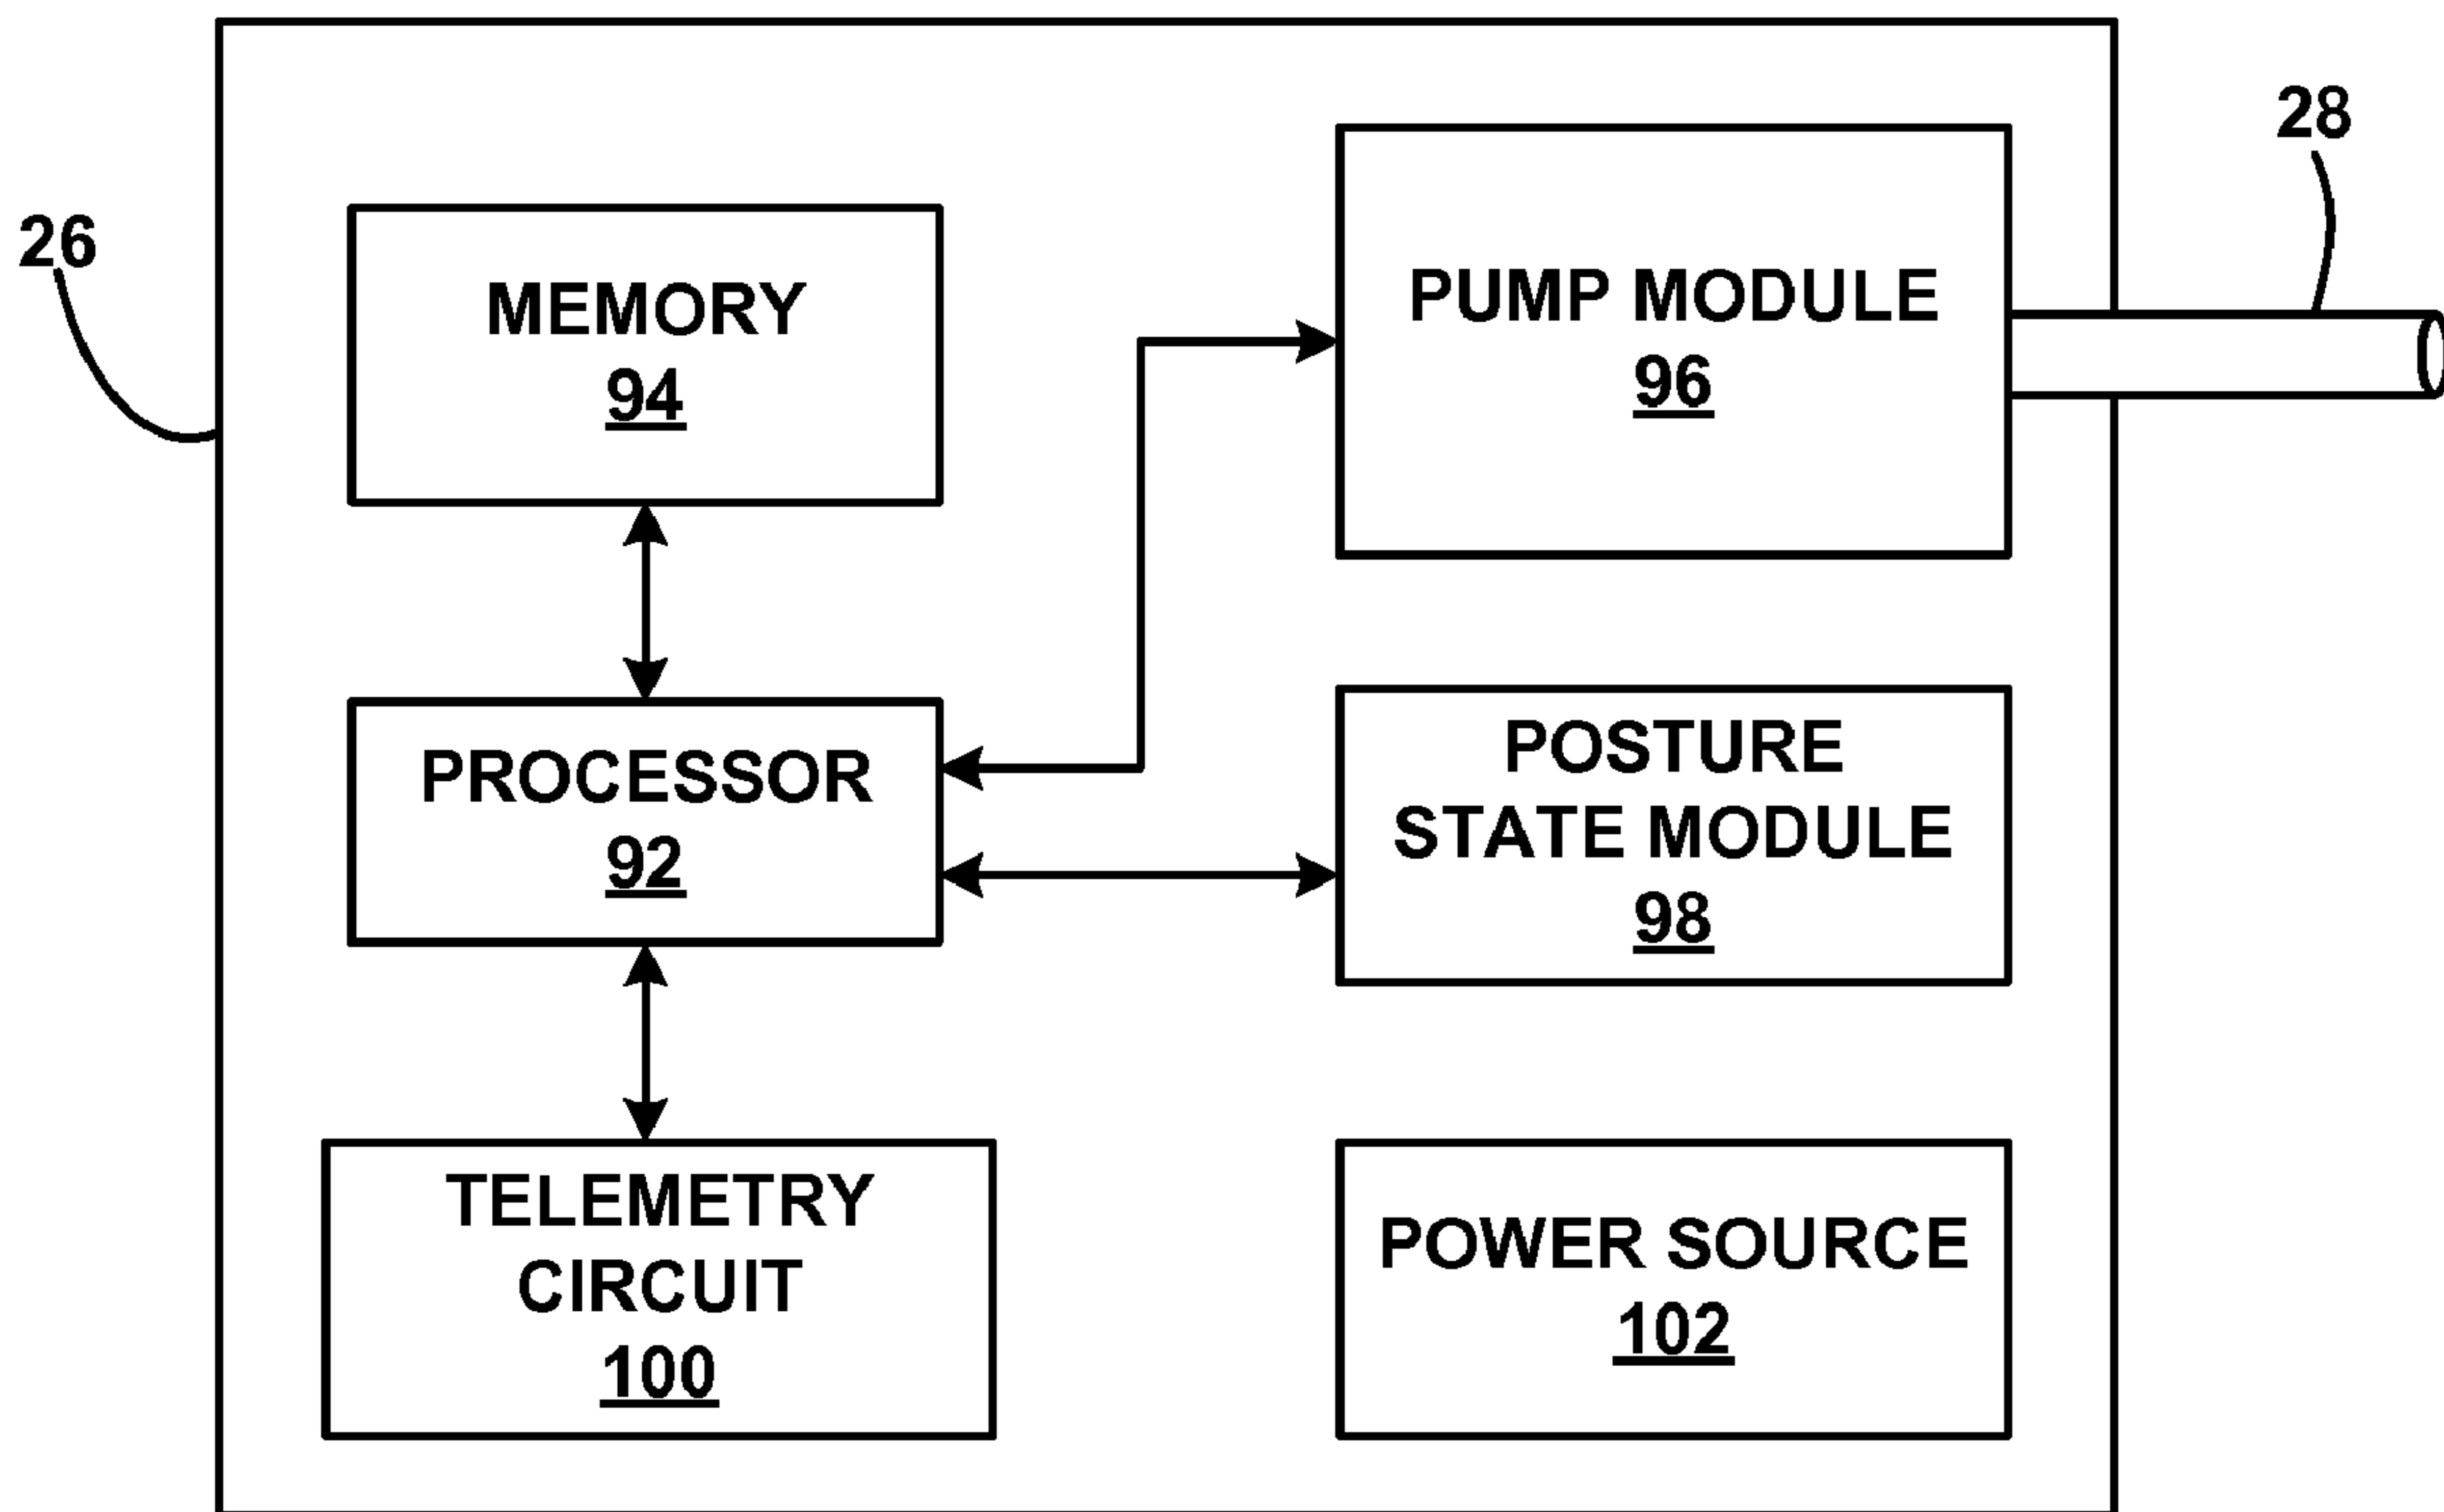 26
28
MEMORY
94
PUMP MODULE
96
PROCESSOR
92
POSTURE
STATE MODULE
98
TELEMETRY
CIRCUIT
100
POWER SOURCE
102